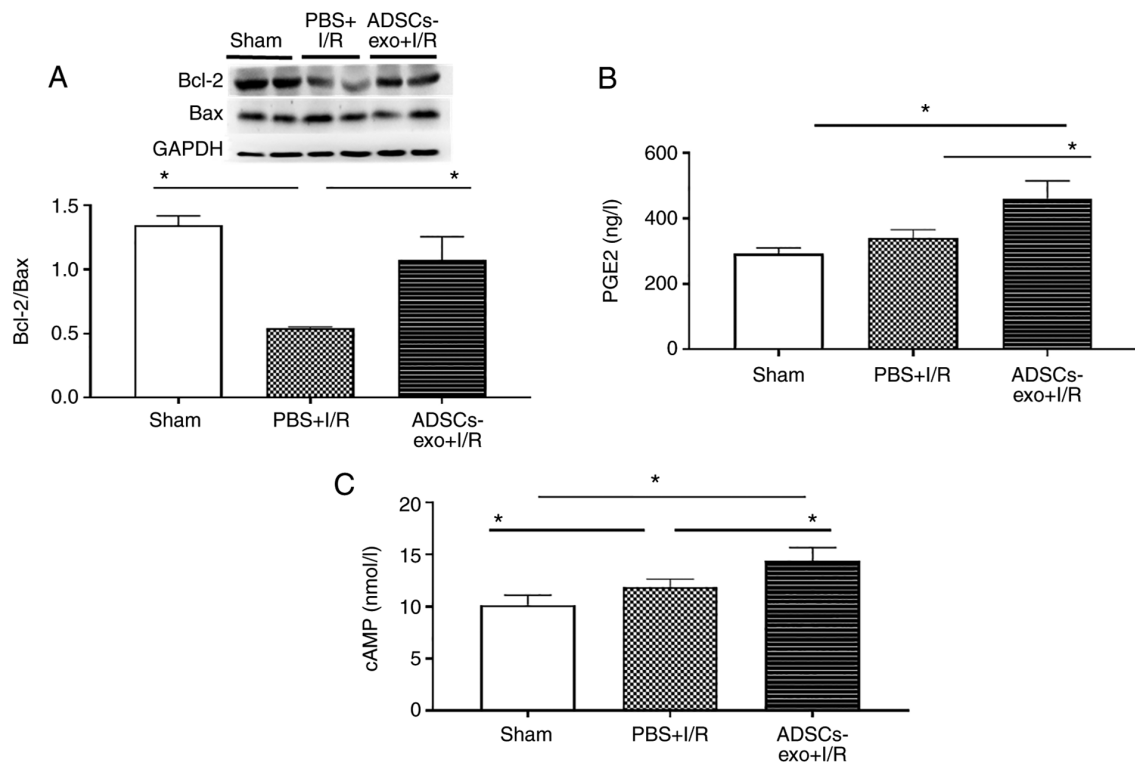 A
Sham
PBS+
I/R
ADSCs-
exo+I/R
Bcl-2
Bax
GAPDH
* *
Bcl-2/Bax
1.5
1.0
0.5
0.0
Sham
PBS+I/R
ADSCs-
exo+I/R
B
*
*
PGE2 (ng/l)
600
400
200
0
Sham
PBS+I/R
ADSCs-
exo+I/R
C
*
* *
cAMP (nmol/l)
20
15
10
5
0
Sham
PBS+I/R
ADSCs-
exo+I/R